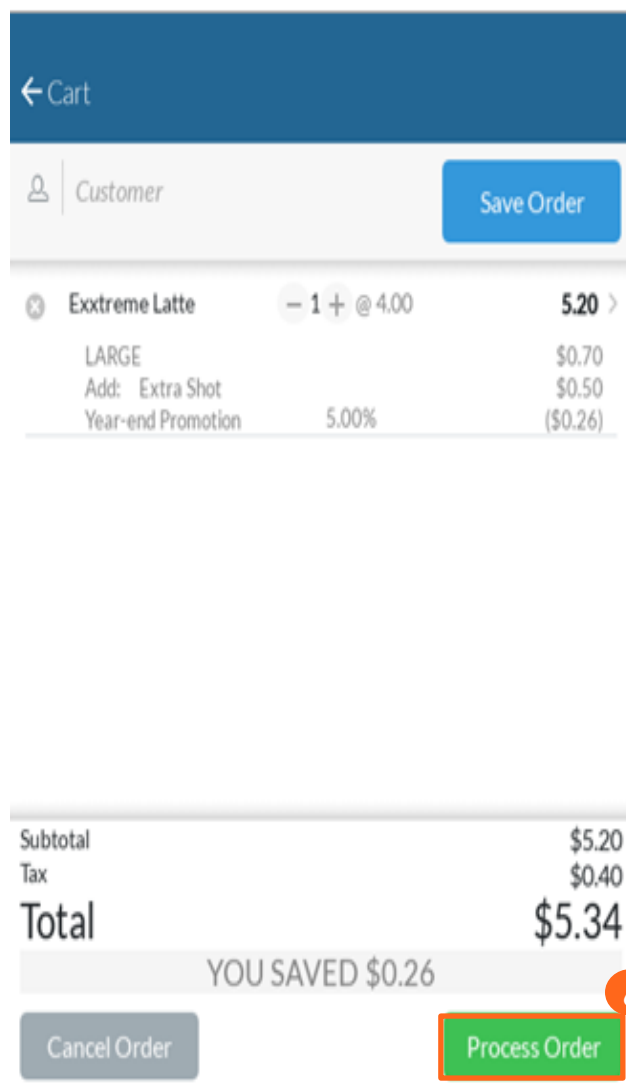 Cart
Customer
Save Order
Exxtreme Latte − 1 + @ 4.00 5.20
LARGE $0.70
Add: Extra Shot $0.50
Year-end Promotion 5.00% ($0.26)
Subtotal $5.20
Tax $0.40
Total $5.34
YOU SAVED $0.26
Cancel Order Process Order